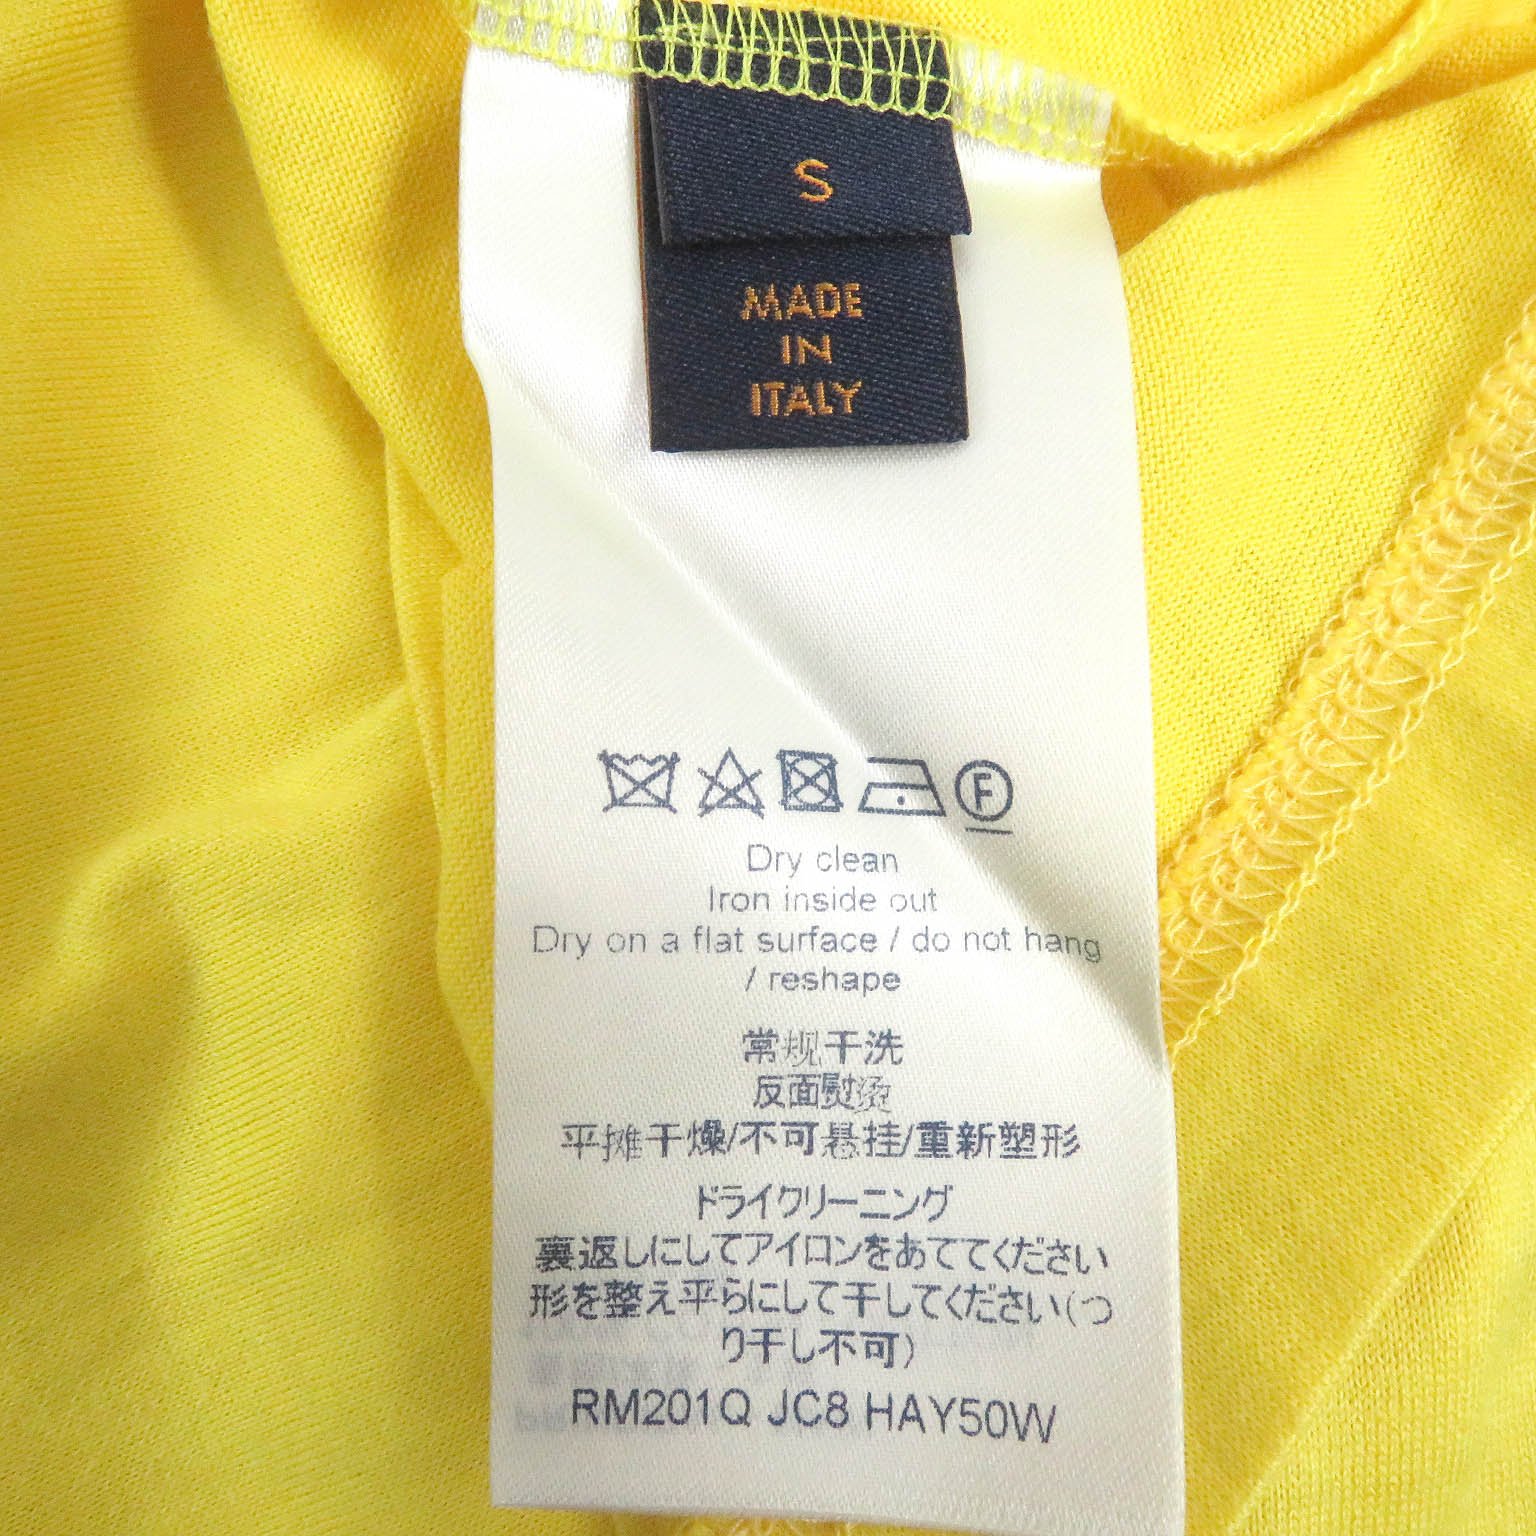 S
MADE
IN
ITALY
F
Dry clean
Iron inside out
Dry on a flat surface / do not hang
/ reshape
常规干洗
反面熨烫
平摊干燥/不可悬挂/重新塑形
ドライクリーニング
裏返しにしてアイロンをあててください
形を整え平らにして干してください(つ
り干し不可)
RM201Q JC8 HAY50W